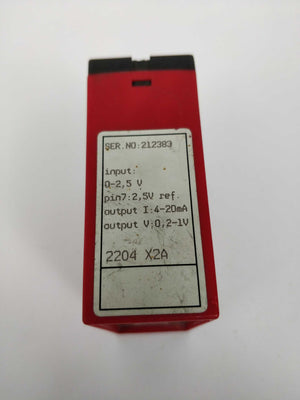 SER.NO:212383
input:
0-2,5 V
pin7:2,5V ref.
output I:4-20mA
output V:0,2-1V
2204 X2A